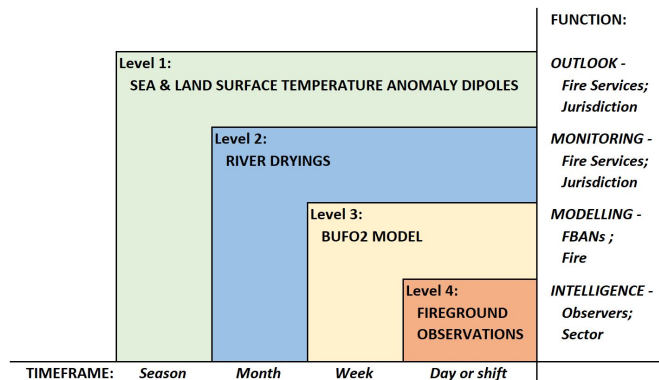 FUNCTION:
Level 1:
SEA & LAND SURFACE TEMPERATURE ANOMALY DIPOLES
OUTLOOK -
Fire Services;
Jurisdiction
Level 2:
RIVER DRYINGS
MONITORING -
Fire Services;
Jurisdiction
Level 3:
BUFO2 MODEL
MODELLING -
FBANs ;
Fire
Level 4:
FIREGROUND
OBSERVATIONS
INTELLIGENCE -
Observers;
Sector
TIMEFRAME: Season Month Week Day or shift